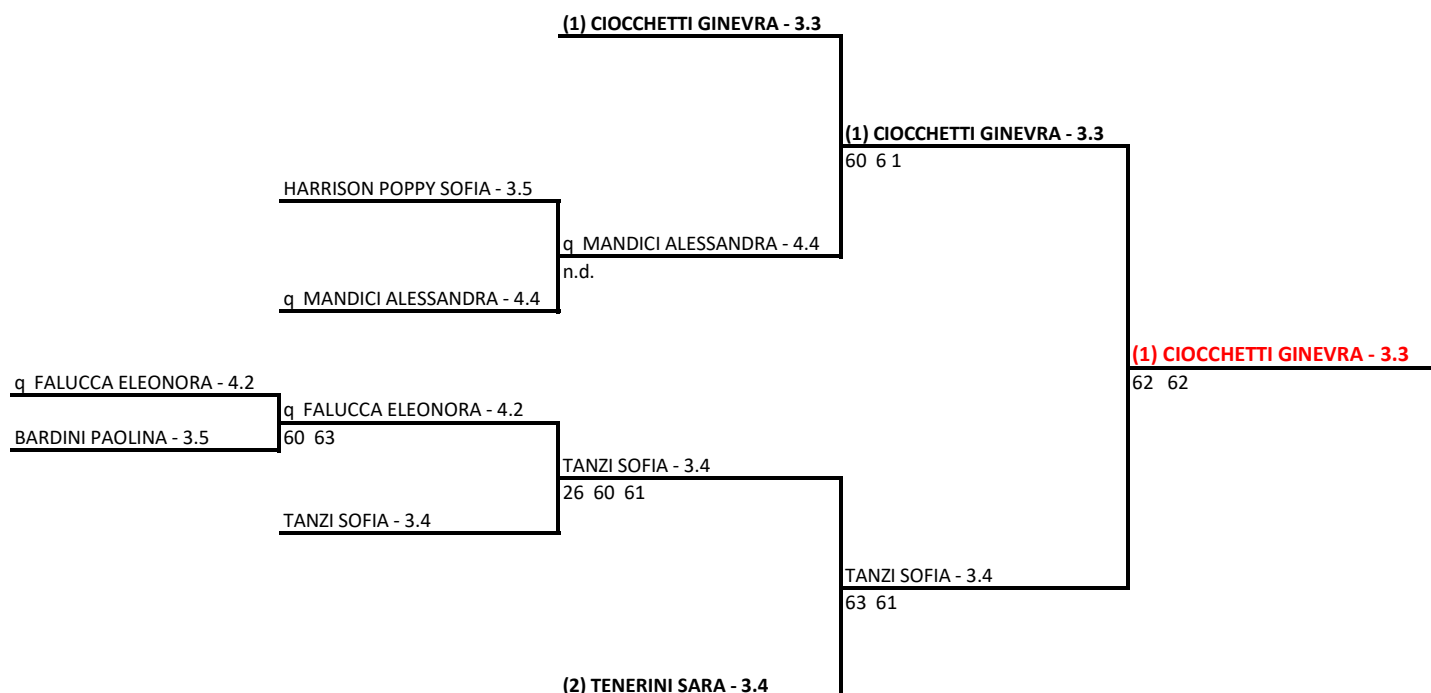 (1) CIOCCHETTI GINEVRA - 3.3
(1) CIOCCHETTI GINEVRA - 3.3
60 6 1
HARRISON POPPY SOFIA - 3.5
q MANDICI ALESSANDRA - 4.4
n.d.
q MANDICI ALESSANDRA - 4.4
(1) CIOCCHETTI GINEVRA - 3.3
62 62
q FALUCCA ELEONORA - 4.2
q FALUCCA ELEONORA - 4.2
BARDINI PAOLINA - 3.5
60 63
TANZI SOFIA - 3.4
26 60 61
TANZI SOFIA - 3.4
TANZI SOFIA - 3.4
63 61
(2) TENERINI SARA - 3.4